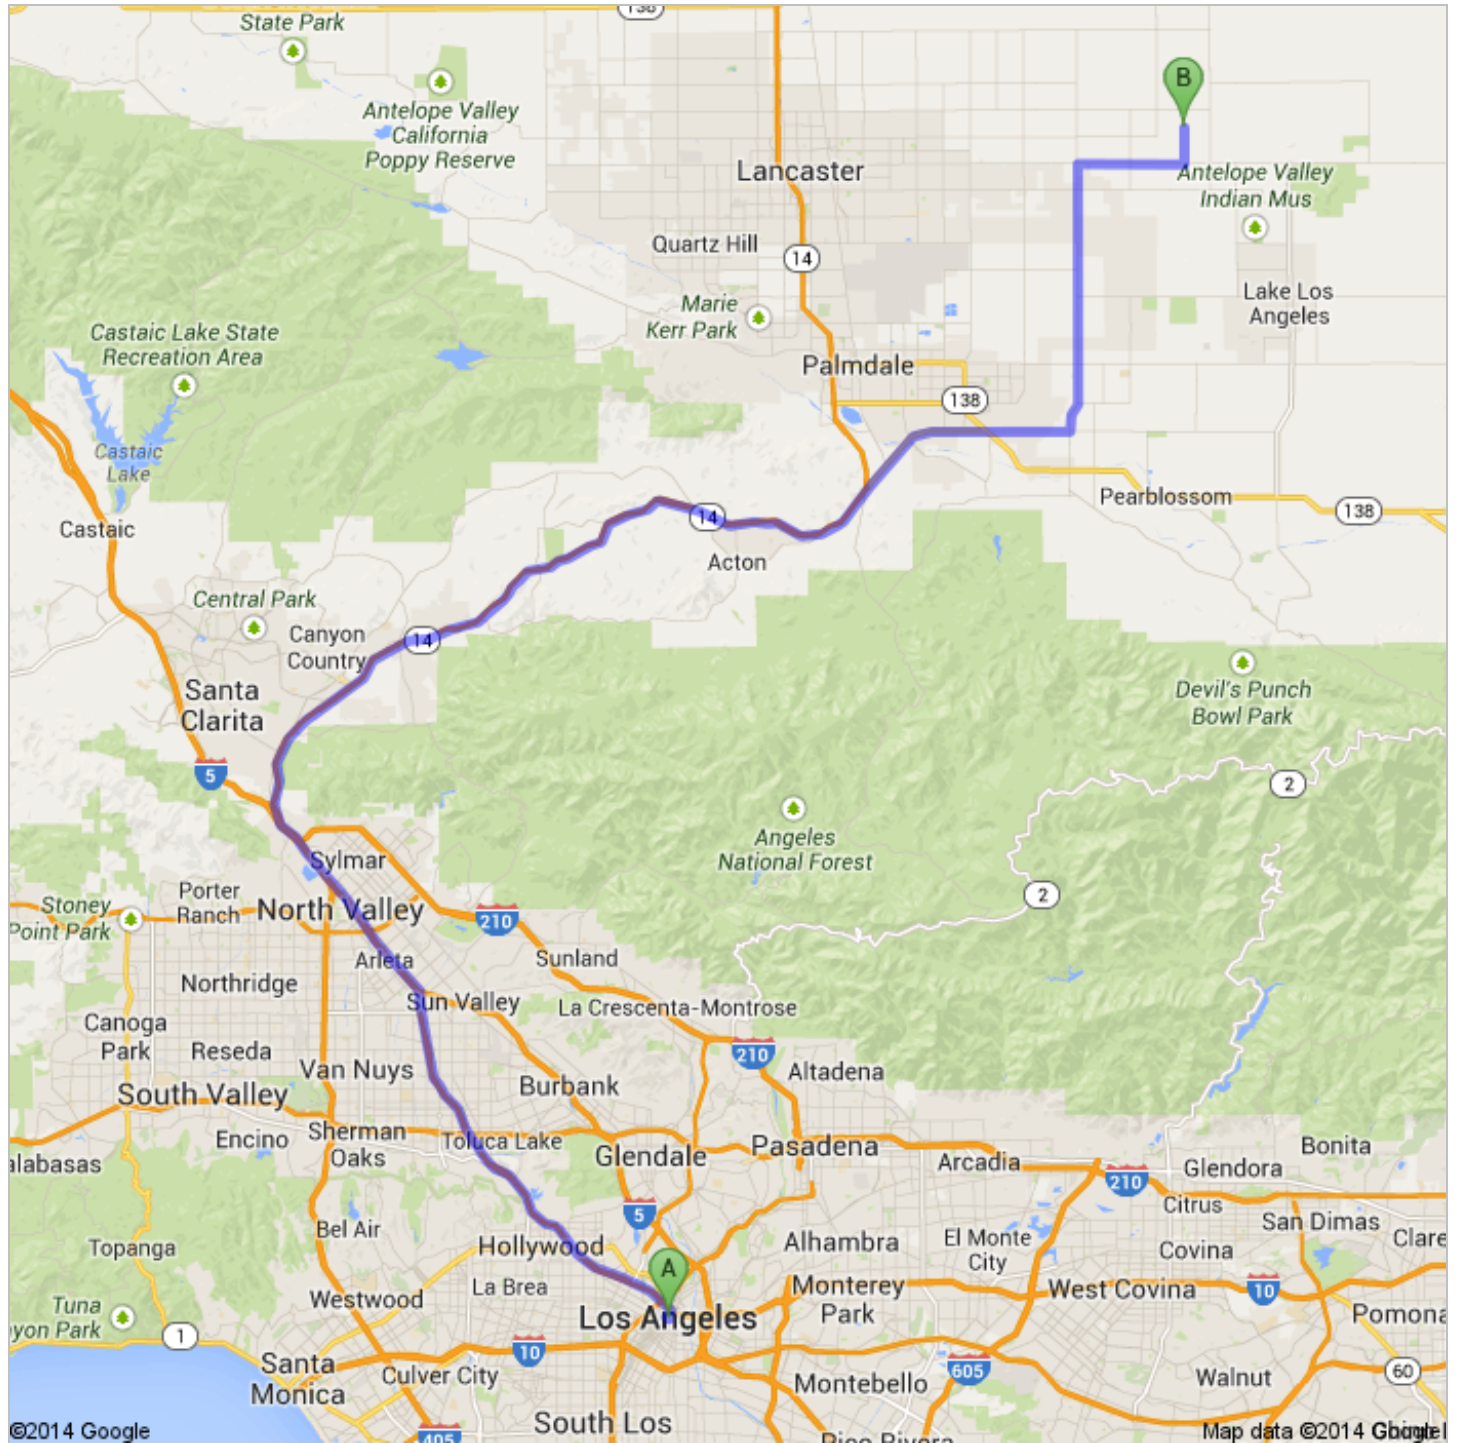 138
State Park
B
Antelope Valley
California
Poppy Reserve
Lancaster
Antelope Valley
Indian Mus
Quartz Hill
14
Marie
Kerr Park
Lake Los
Angeles
Castaic Lake State
Recreation Area
Palmdale
138
Castaic
Lake
Pearblossom
138
Castaic
14
Acton
Central Park
Canyon
Country
14
Santa
Clarita
Devil's Punch
Bowl Park
5
2
Angeles
National Forest
Sylmar
Porter
Ranch
North Valley
Stoney
Point Park
210
2
Arleta
Sunland
Northridge
Sun Valley
La Crescenta-Montrose
Canoga
Park
Reseda
Van Nuys
210
Altadena
South Valley
Burbank
Encino
Sherman
Oaks
Toluca Lake
Glendale
Pasadena
Arcadia
Bonita
alabasas
Glendora
210
Citrus
San Dimas
Bel Air
5
Topanga
Hollywood
A
Alhambra
El Monte
City
Covina
Clare
La Brea
Westwood
Monterey
Park
West Covina
10
Tuna
yon Park
Los Angeles
Pomona
1
10
Santa
Monica
Culver City
605
60
Montebello
Walnut
South Los
405
Pico Rivera
©2014 Google
Map data ©2014 Google